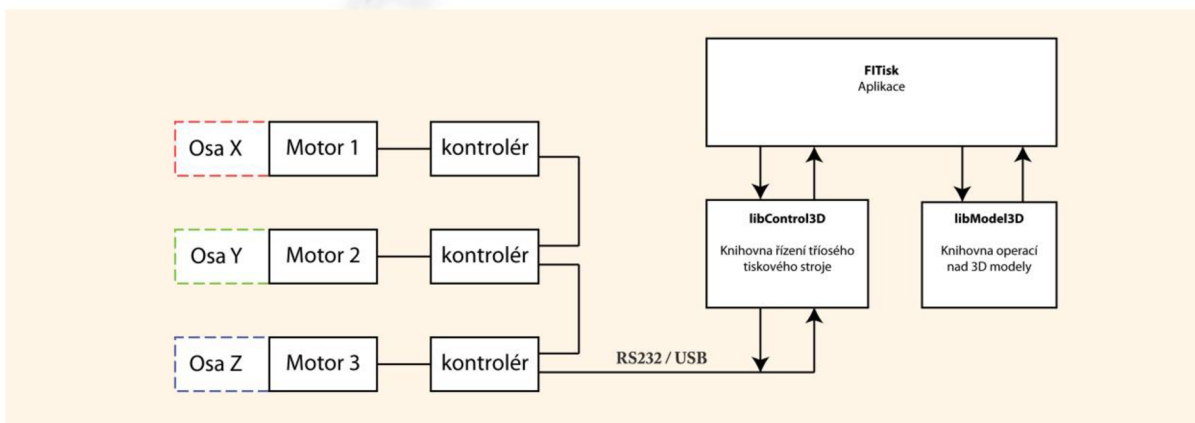 FITisk
Aplikace
Osa X
Motor 1
kontrolér
Osa Y
Motor 2
kontrolér
libControl3D
Knihovna řízení tříosého
tiskového stroje
libModel3D
Knihovna operací
nad 3D modely
Osa Z
Motor 3
kontrolér
RS232 / USB